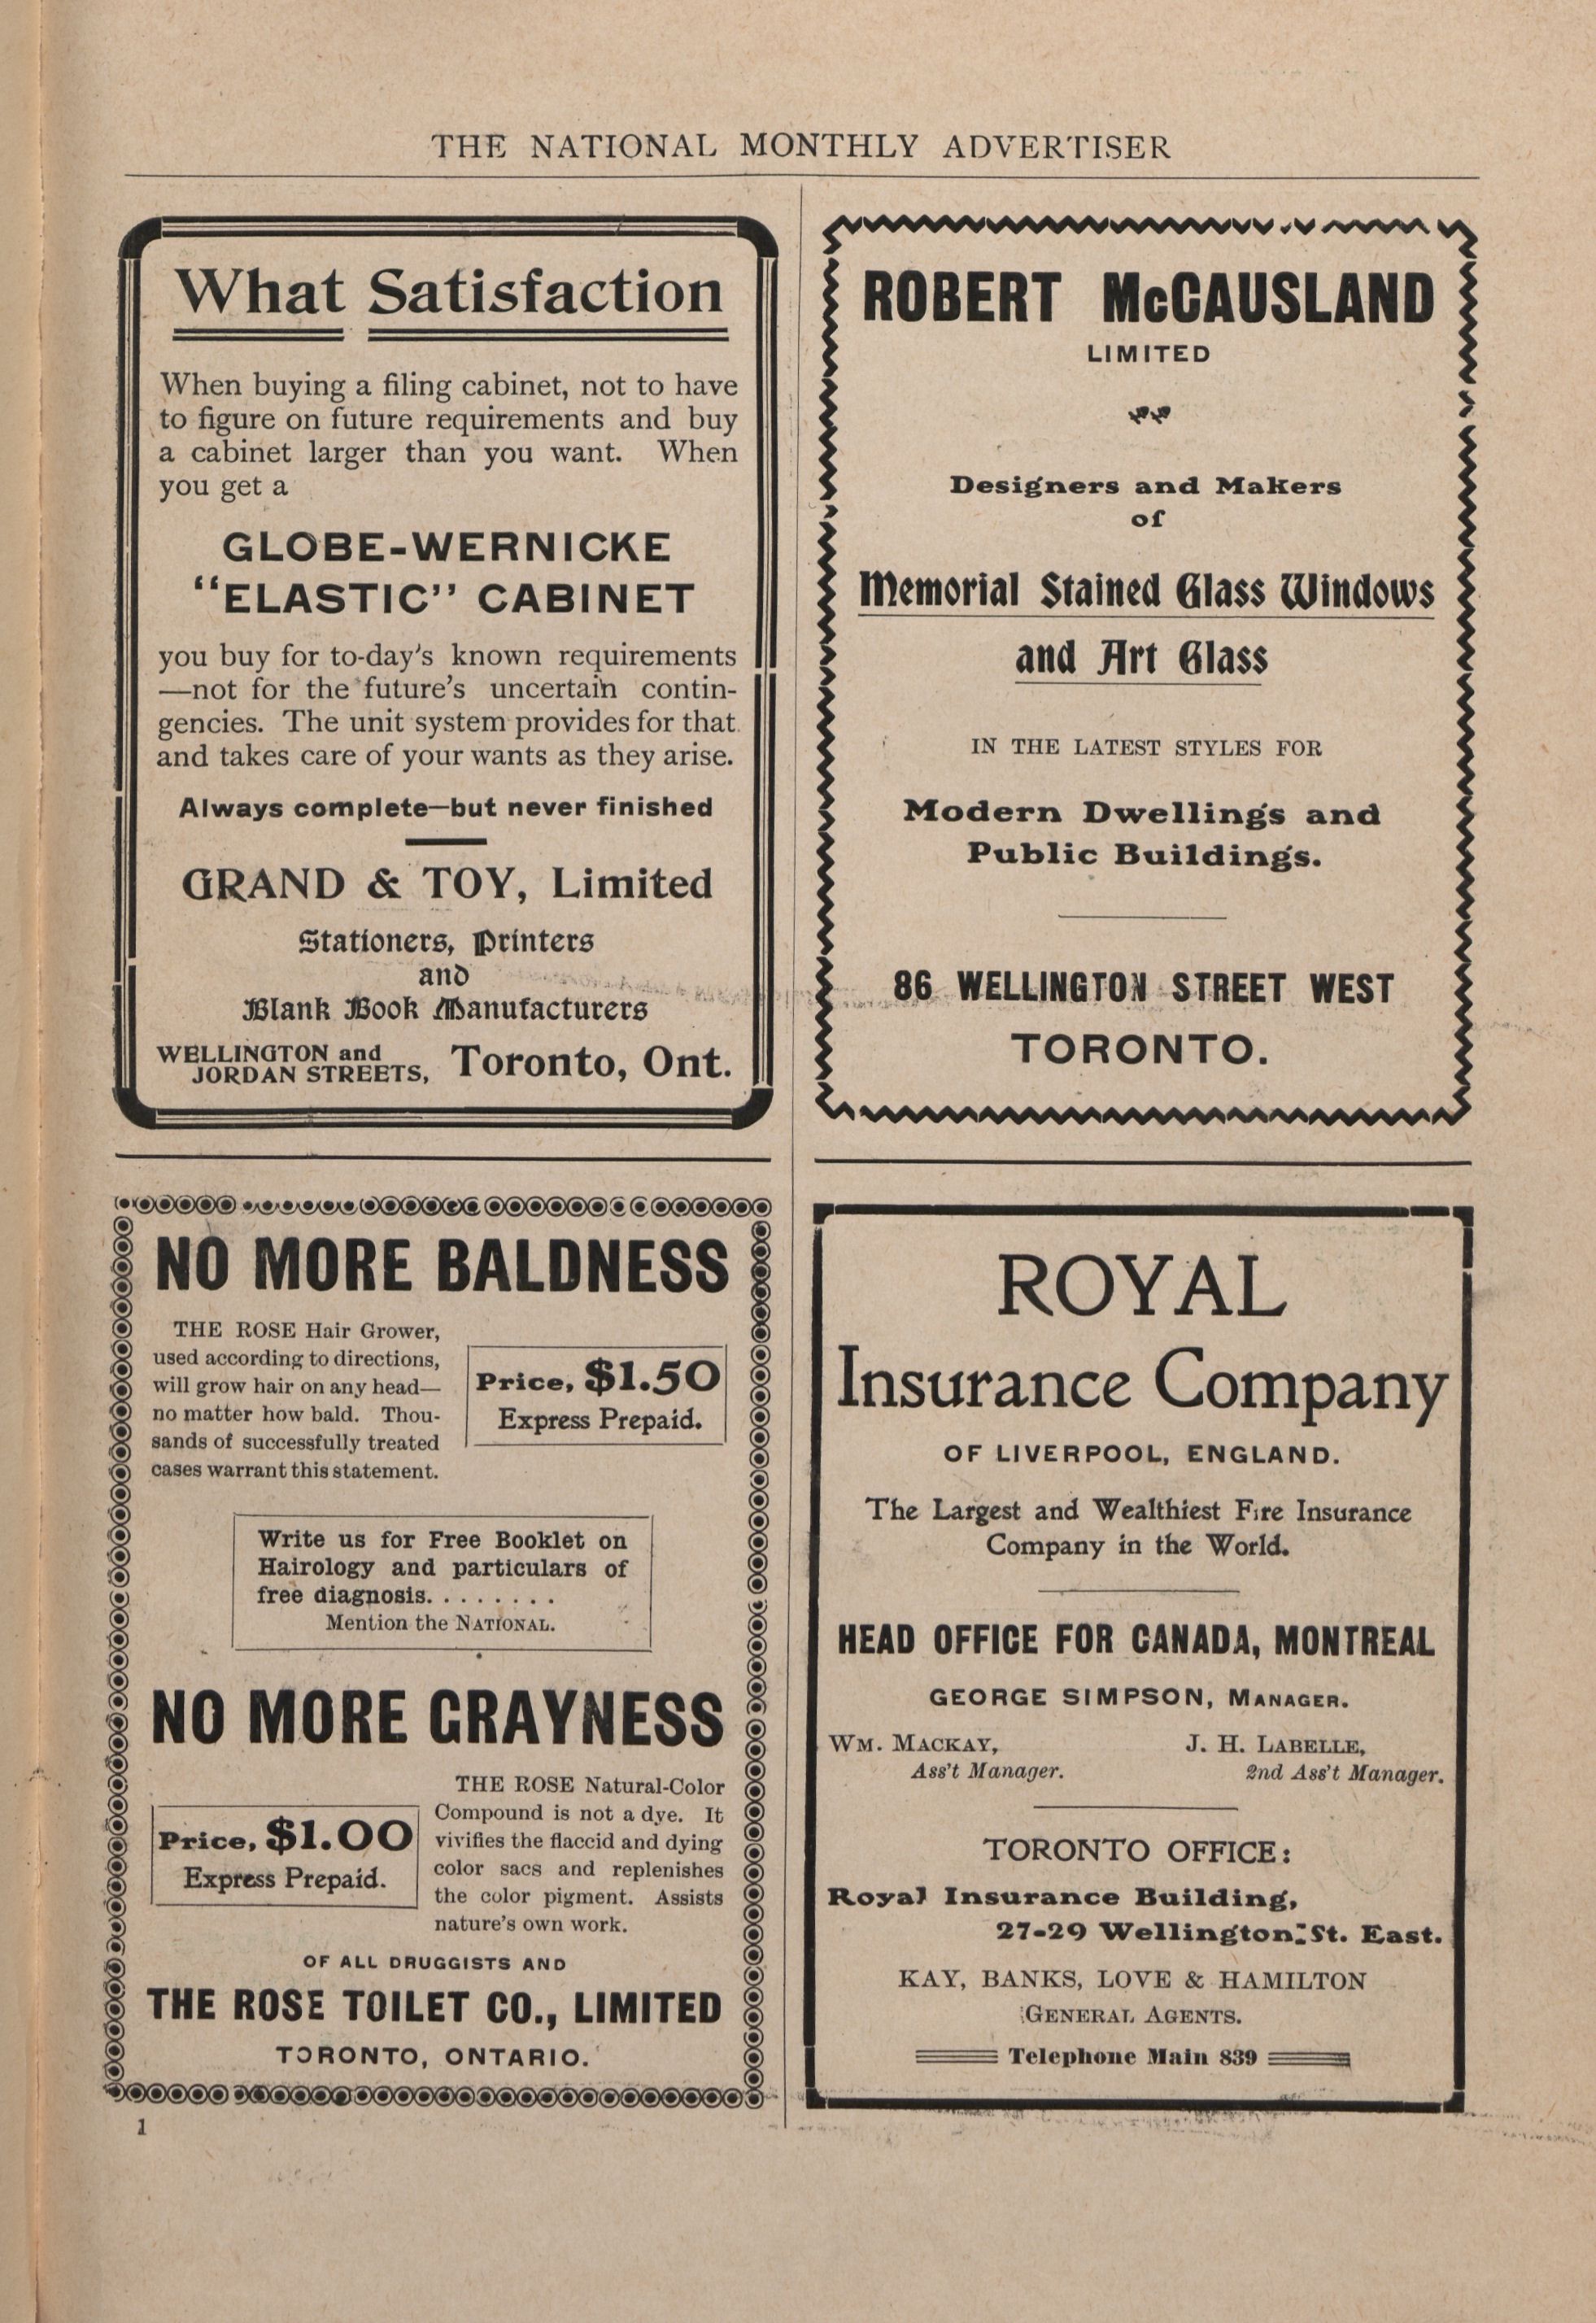 THE NATIONAL MONTHLY ADVERTISER
What Satisfaction
When buying a filing cabinet, not to have
to figure on future requirements and buy
a cabinet larger than you want. When
you get a
GLOBE-WERNICKE
"ELASTIC" CABINET
you buy for to-day's known requirements
—not for the future's uncertain contin-
gencies. The unit system provides for that
and takes care of your wants as they arise.
Always complete—but never finished
GRAND & TOY, Limited
Stationers, Printers
and
Blank Book Manufacturers
WELLINGTON and
JORDAN STREETS, Toronto, Ont.
ROBERT McCAUSLAND
LIMITED
Designers and Makers
of
Memorial Stained Glass Windows
and Art Glass
IN THE LATEST STYLES FOR
Modern Dwellings and
Public Buildings.
86 WELLINGTON STREET WEST
TORONTO.
NO MORE BALDNESS
THE ROSE Hair Grower,
used according to directions,
will grow hair on any head—
no matter how bald. Thou-
sands of successfully treated
cases warrant this statement.
Price, $1.50
Express Prepaid.
Write us for Free Booklet on
Hairology and particulars of
free diagnosis. . . . . . . .
Mention the NATIONAL.
NO MORE GRAYNESS
Price, $1.00
Express Prepaid.
THE ROSE Natural-Color
Compound is not a dye. It
vivifies the flaccid and dying
color sacs and replenishes
the color pigment. Assists
nature's own work.
OF ALL DRUGGISTS AND
THE ROSE TOILET CO., LIMITED
TORONTO, ONTARIO.
1
ROYAL
Insurance Company
OF LIVERPOOL, ENGLAND.
The Largest and Wealthiest Fire Insurance
Company in the World.
HEAD OFFICE FOR CANADA, MONTREAL
GEORGE SIMPSON, MANAGER.
WM. MACKAY, J. H. LABELLE,
Ass't Manager. 2nd Ass't Manager.
TORONTO OFFICE:
Royal Insurance Building,
27-29 Wellington St. East.
KAY, BANKS, LOVE & HAMILTON
GENERAL AGENTS.
Telephone Main 839